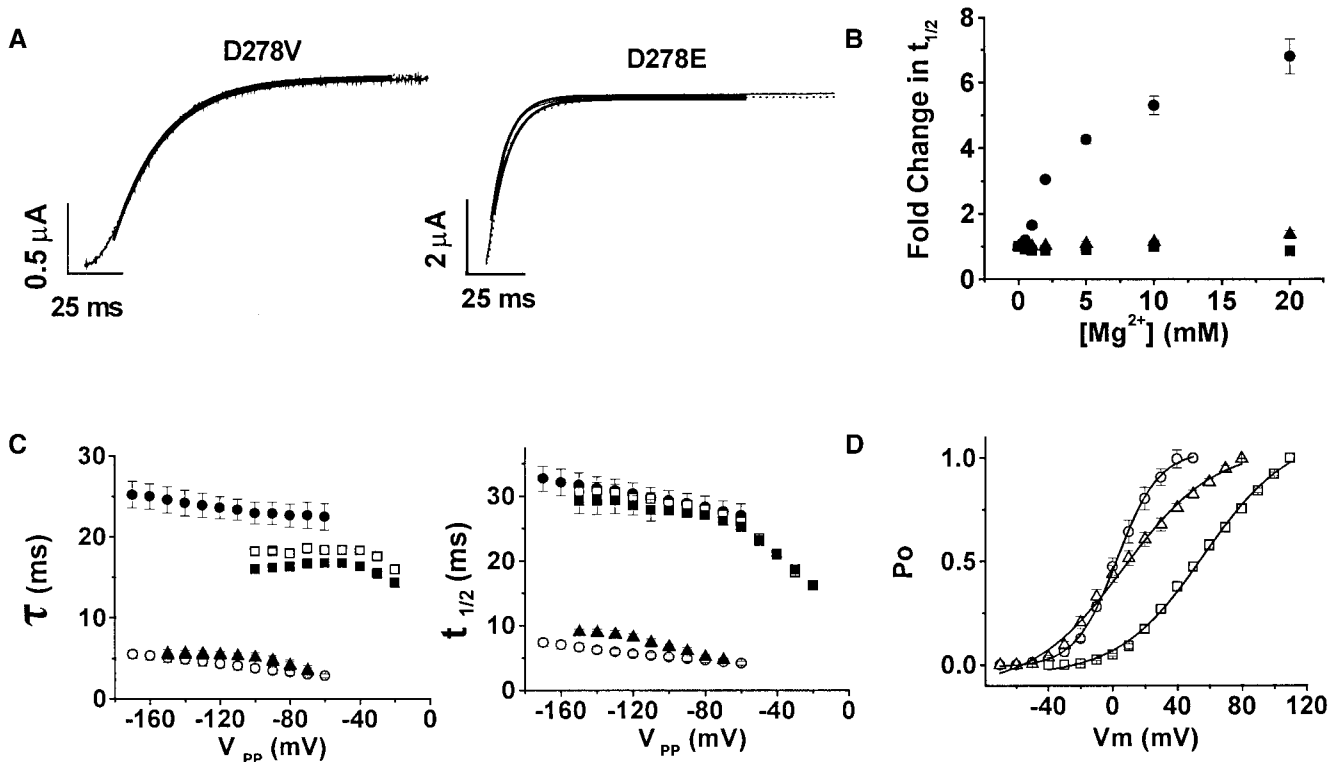 A
D278V
0.5 μA
25 ms
D278E
2 μA
25 ms
B
Fold Change in t1/2
8
6
4
2
0
0 5 10 15 20
[Mg2+] (mM)
C
τ (ms)
30
20
10
0
-160 -120 -80 -40 0
VPP (mV)
t1/2 (ms)
30
20
10
0
-160 -120 -80 -40 0
VPP (mV)
D
Po
1.0
0.5
0.0
-40 0 40 80 120
Vm (mV)